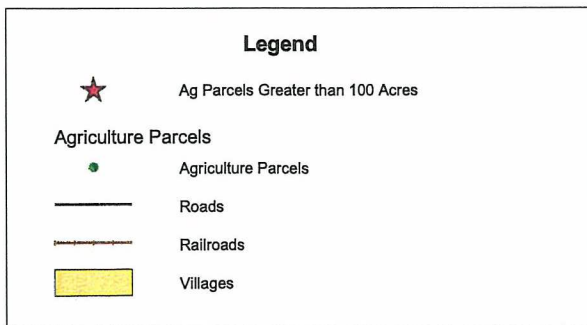 Legend
Ag Parcels Greater than 100 Acres
Agriculture Parcels
Agriculture Parcels
Roads
Railroads
Villages